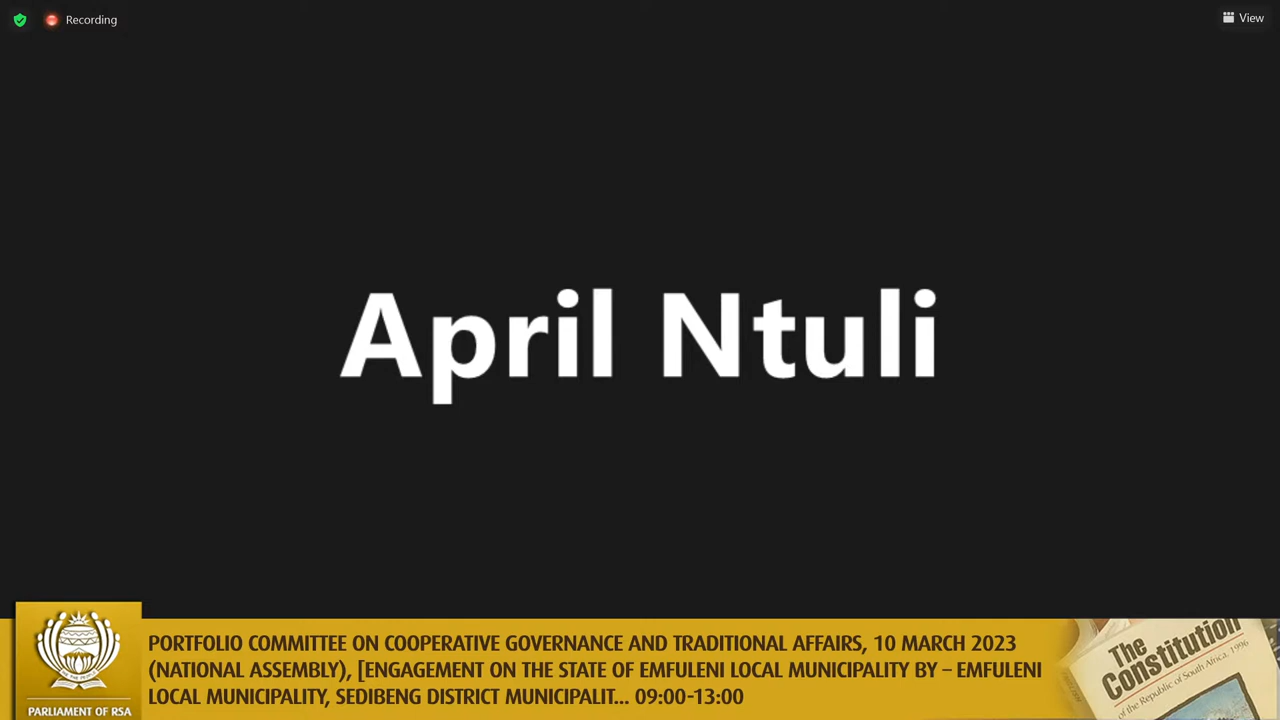 Recording
View
April Ntuli
PORTFOLIO COMMITTEE ON COOPERATIVE GOVERNANCE AND TRADITIONAL AFFAIRS, 10 MARCH 2023
(NATIONAL ASSEMBLY), [ENGAGEMENT ON THE STATE OF EMFULENI LOCAL MUNICIPALITY BY – EMFULENI
LOCAL MUNICIPALITY, SEDIBENG DISTRICT MUNICIPALIT... 09:00-13:00
PARLIAMENT OF RSA
The
Constitution
of the Republic of South Africa, 1996